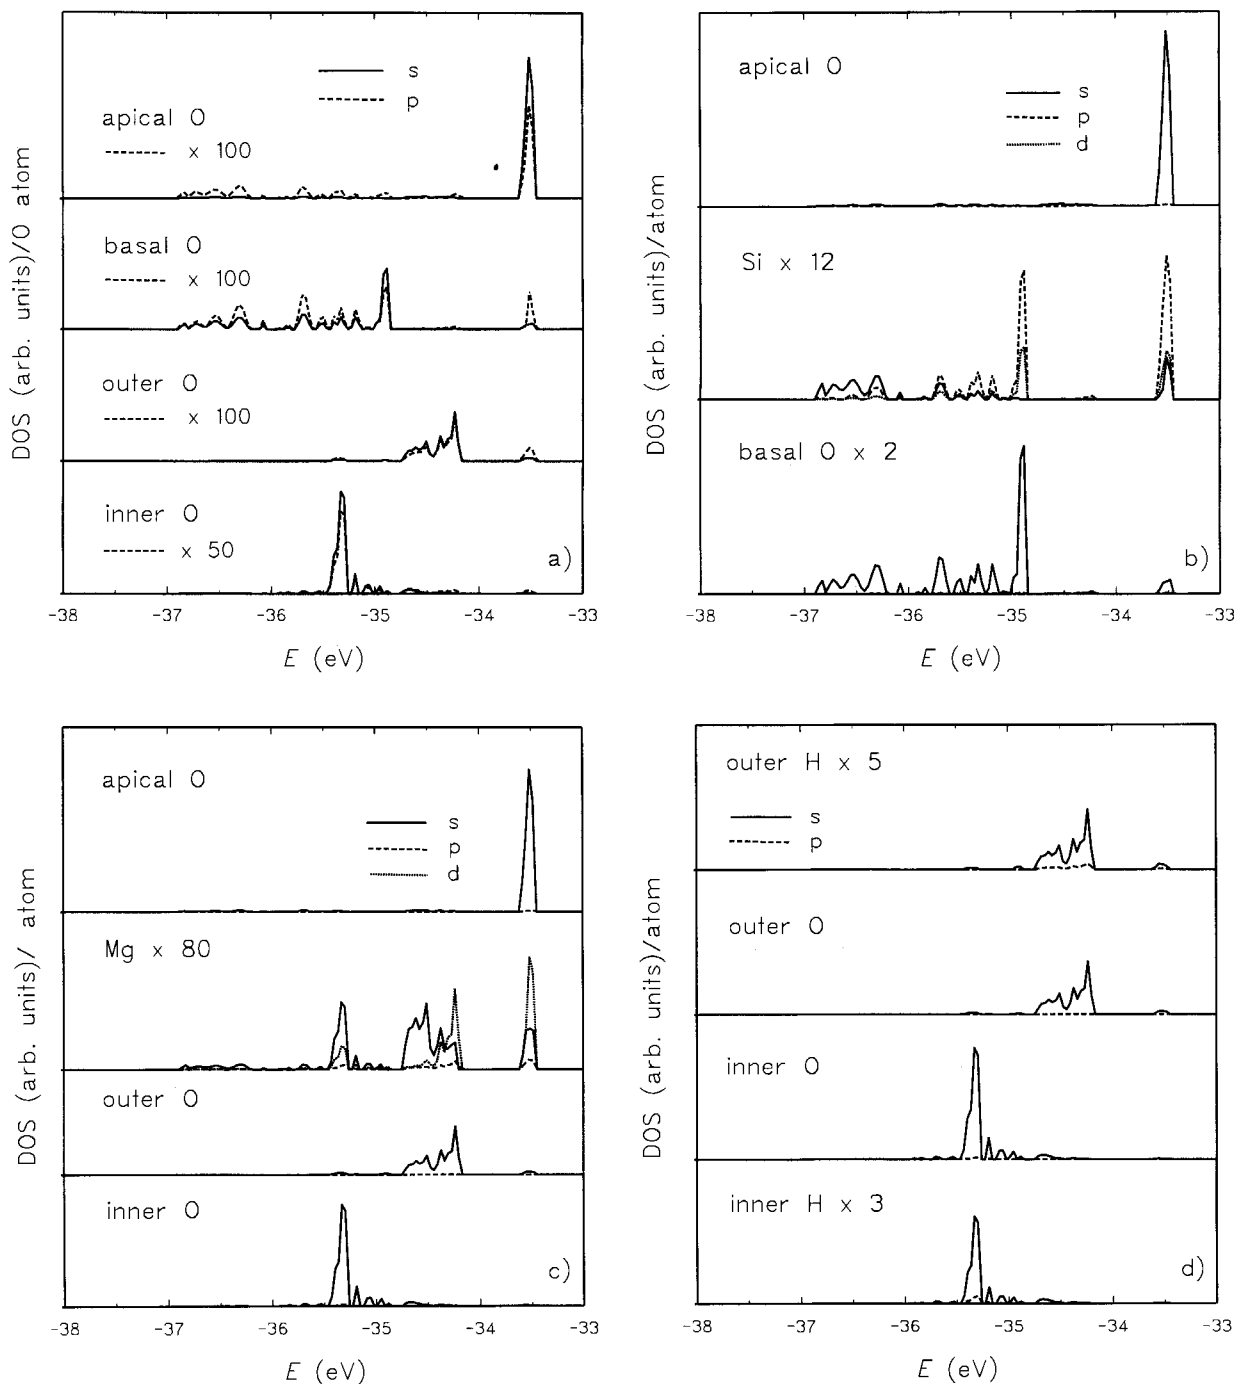 DOS (arb. units)/O atom
s
p
apical O
x 100
basal O
x 100
outer O
x 100
inner O
x 50
a)
-38 -37 -36 -35 -34 -33
E (eV)
DOS (arb. units)/atom
apical O
s
p
d
Si x 12
basal O x 2
b)
-38 -37 -36 -35 -34 -33
E (eV)
DOS (arb. units)/ atom
apical O
s
p
d
Mg x 80
outer O
inner O
c)
-38 -37 -36 -35 -34 -33
E (eV)
DOS (arb. units)/atom
outer H x 5
s
p
outer O
inner O
inner H x 3
d)
-38 -37 -36 -35 -34 -33
E (eV)